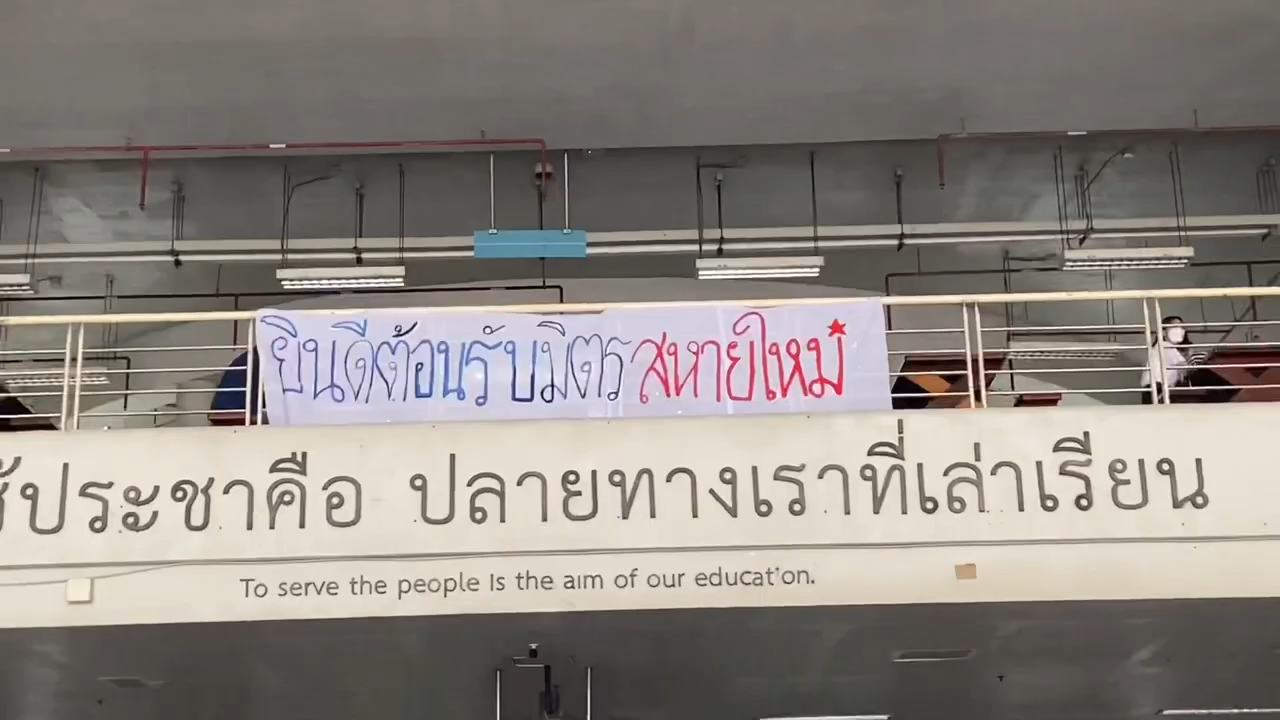 ยินดีต้อนรับมิตรสหายใหม่
ประชาคือ ปลายทางเราที่เล่าเรียน
To serve the people is the aim of our education.